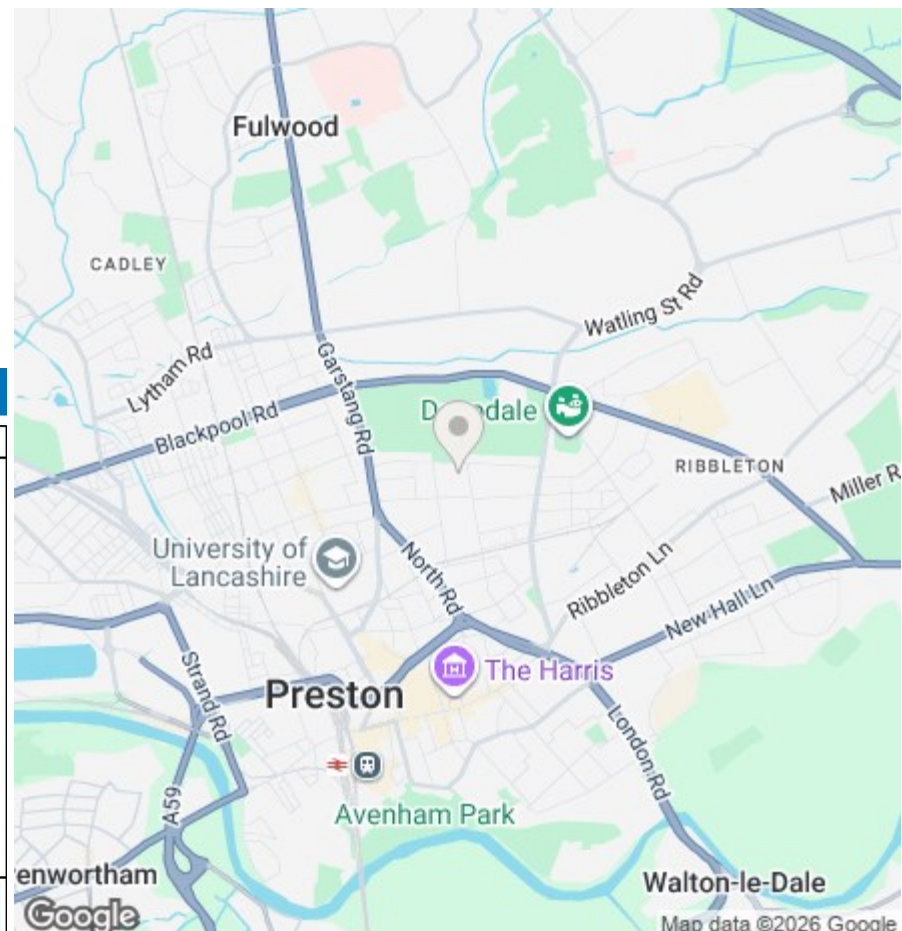 Fulwood
CADLEY
Watling St Rd
Lytham Rd
Garstang Rd
Blackpool Rd
RIBBLETON
Miller R
University of
Lancashire
North Rd
Ribbleton Ln
New Hall Ln
The Harris
Strand Rd
Preston
London Rd
A59
Avenham Park
enwortham
Walton-le-Dale
Google
Map data ©2026 Google